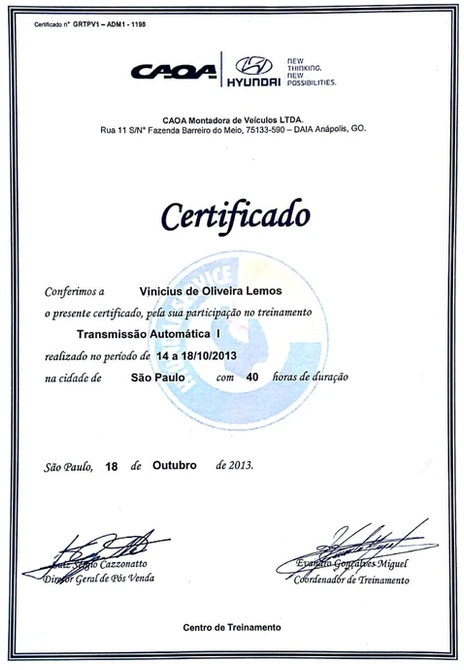 Certificado n° GRTPV1 – ADM1 - 1198
CAOA
HYUNDAI
NEW
THINKING.
NEW
POSSIBILITIES.
CAOA Montadora de Veículos LTDA.
Rua 11 S/N° Fazenda Barreiro do Meio, 75133-590 – DAIA Anápolis, GO.
Certificado
Conferimos a Vinicius de Oliveira Lemos
o presente certificado, pela sua participação no treinamento
Transmissão Automática I
realizado no período de 14 a 18/10/2013
na cidade de São Paulo com 40 horas de duração
São Paulo, 18 de Outubro de 2013.
Luiz Sérgio Cazzonatto
Diretor Geral de Pós Venda
Evandro Gonçalves Miguel
Coordenador de Treinamento
Centro de Treinamento